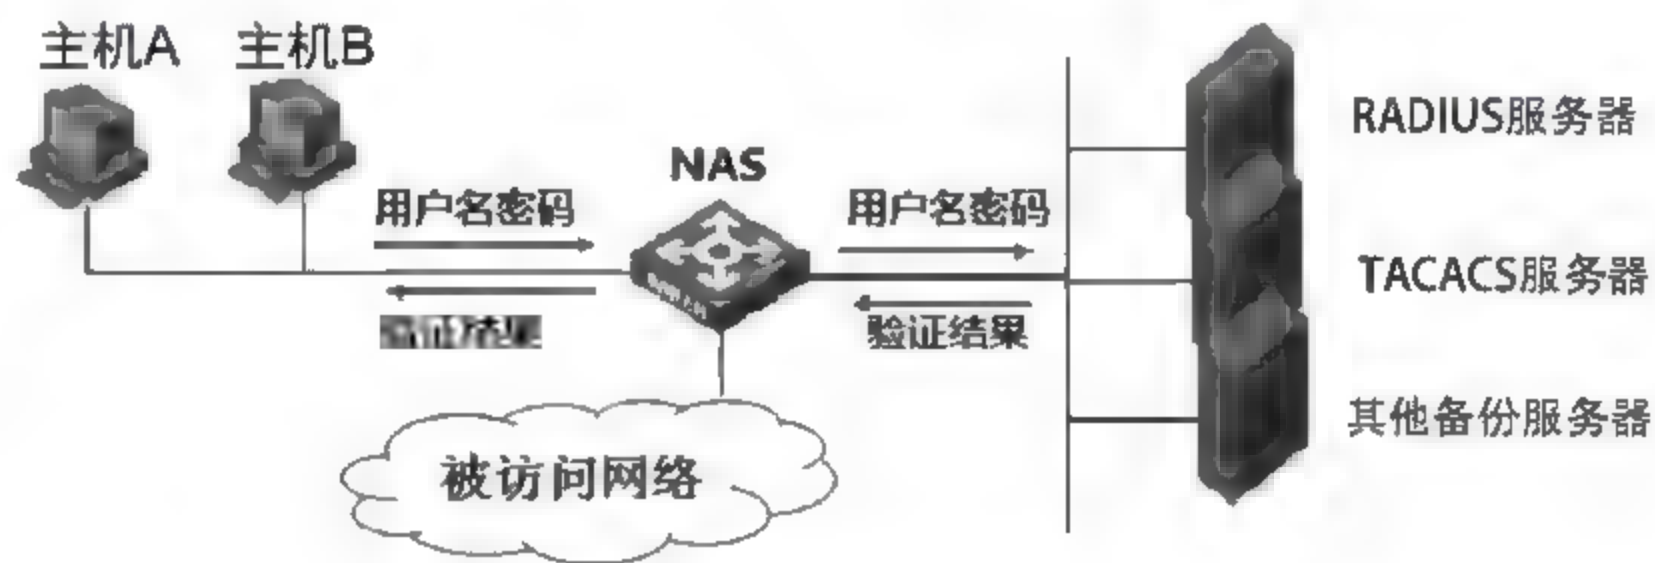 主机A
主机B
NAS
用户名密码
用户名密码
验证结果
被访问网络
RADIUS服务器
TACACS服务器
其他备份服务器